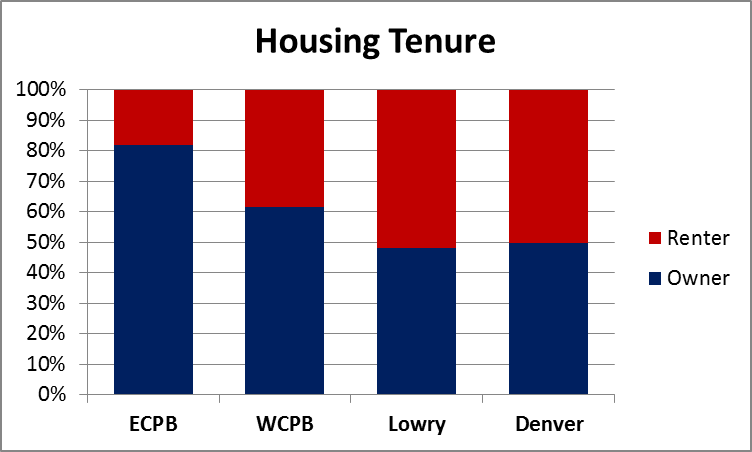 Housing Tenure
100%
90%
80%
70%
60%
50%
40%
30%
20%
10%
0%
ECPB WCPB Lowry Denver
Renter
Owner